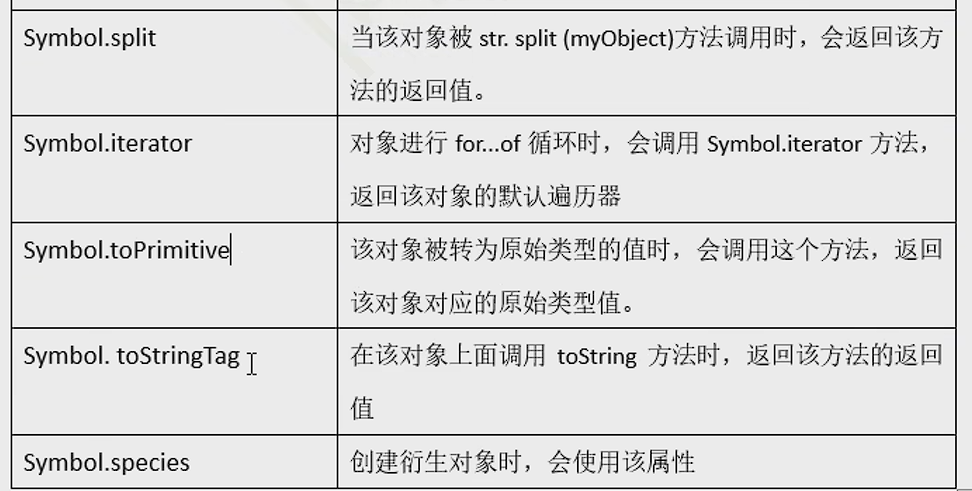 Symbol.split
当该对象被 str. split (myObject)方法调用时，会返回该方
法的返回值。
Symbol.iterator
对象进行 for...of 循环时，会调用 Symbol.iterator 方法，
返回该对象的默认遍历器
Symbol.toPrimitive
该对象被转为原始类型的值时，会调用这个方法，返回
该对象对应的原始类型值。
Symbol. toStringTag
在该对象上面调用 toString 方法时，返回该方法的返回
值
Symbol.species
创建衍生对象时，会使用该属性